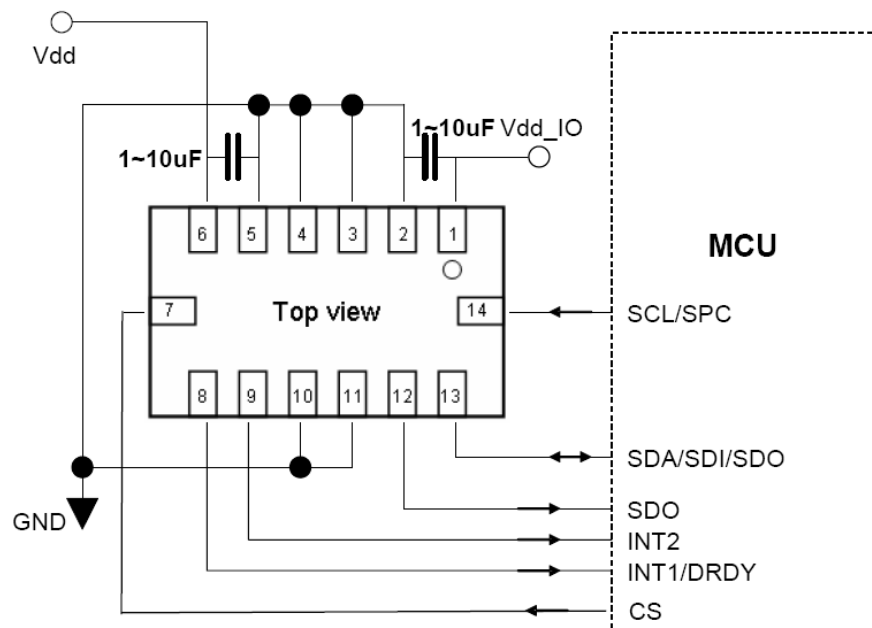 Vdd
1~10uF Vdd_IO
1~10uF
6 5 4 3 2 1
MCU
7 Top view 14 SCL/SPC
8 9 10 11 12 13
SDA/SDI/SDO
SDO
GND
INT2
INT1/DRDY
CS